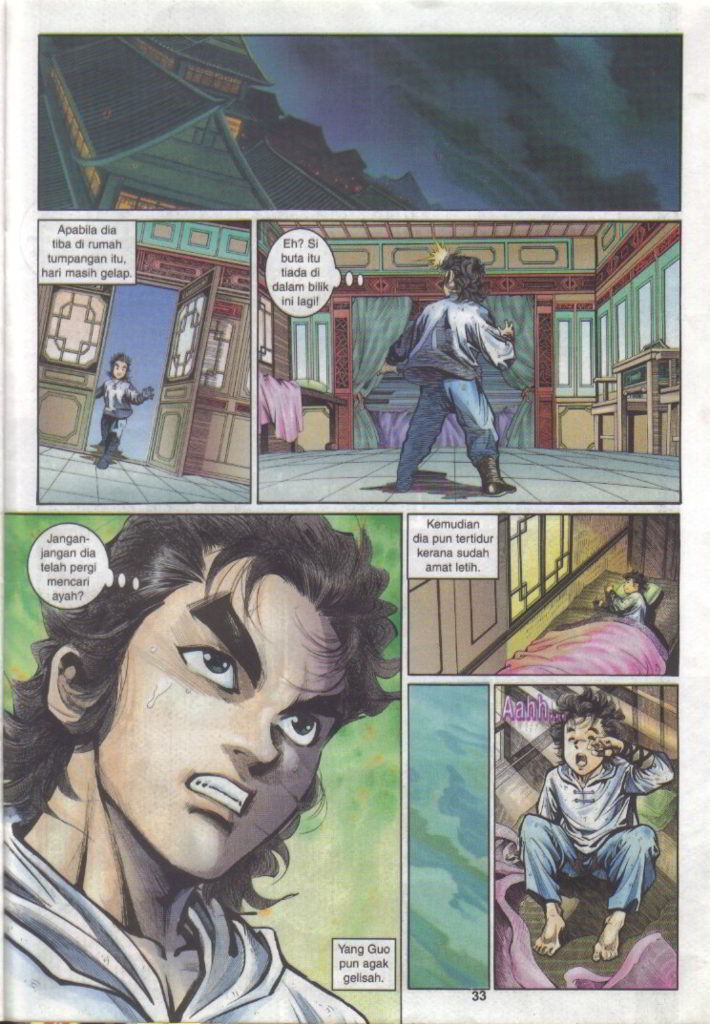 Apabila dia
tiba di rumah
tumpangan itu,
hari masih gelap.
Eh? Si
buta itu
tiada di
dalam bilik
ini lagi!
Jangan-
jangan dia
telah pergi
mencari
ayah?
Yang Guo
pun agak
gelisah.
Kemudian
dia pun tertidur
kerana sudah
amat letih.
Aahh...
33